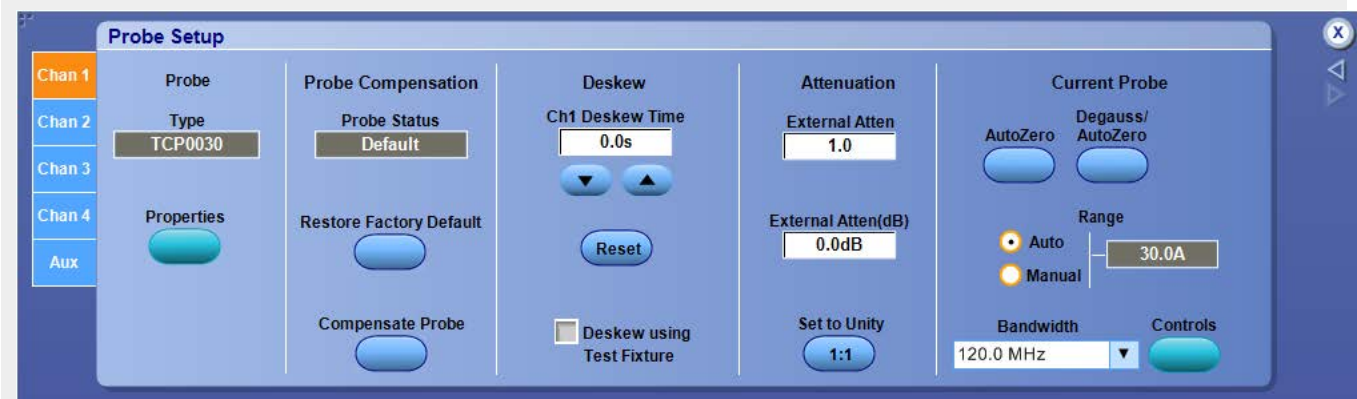 Probe Setup
X
Chan 1
Chan 2
Chan 3
Chan 4
Aux
Probe
Type
TCP0030
Properties
Probe Compensation
Probe Status
Default
Restore Factory Default
Compensate Probe
Deskew
Ch1 Deskew Time
0.0s
Reset
Deskew using
Test Fixture
Attenuation
External Atten
1.0
External Atten(dB)
0.0dB
Set to Unity
1:1
Current Probe
AutoZero
Degauss/
AutoZero
Range
Auto
Manual
30.0A
Bandwidth
120.0 MHz
Controls